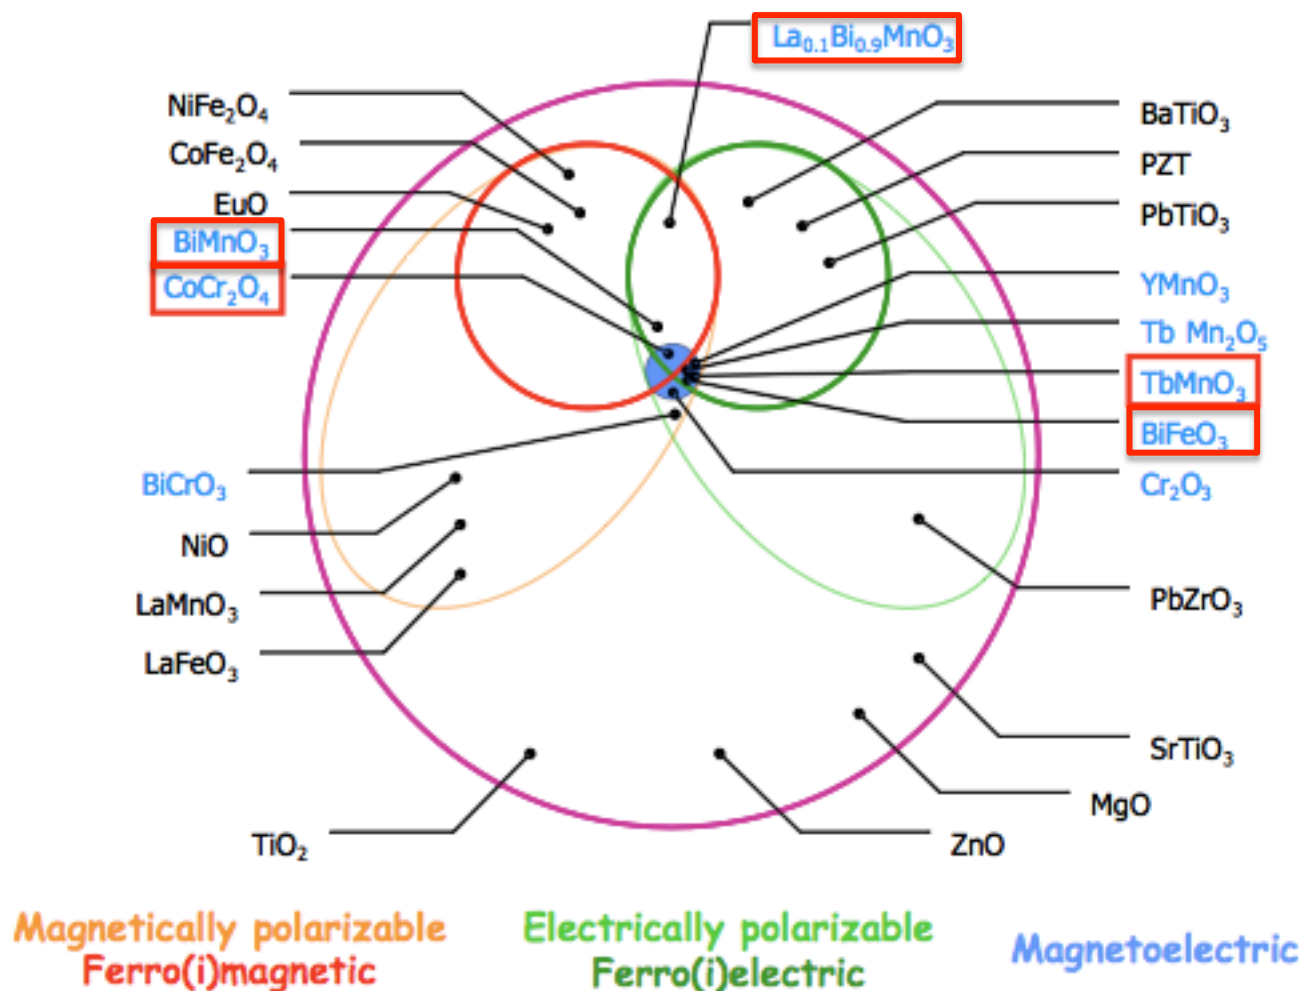 La₀.₁Bi₀.₉MnO₃
NiFe₂O₄
CoFe₂O₄
EuO
BiMnO₃
CoCr₂O₄
BaTiO₃
PZT
PbTiO₃
YMnO₃
Tb Mn₂O₅
TbMnO₃
BiFeO₃
Cr₂O₃
BiCrO₃
NiO
LaMnO₃
LaFeO₃
PbZrO₃
SrTiO₃
MgO
TiO₂
ZnO
Magnetically polarizable
Ferro(i)magnetic
Electrically polarizable
Ferro(i)electric
Magnetoelectric